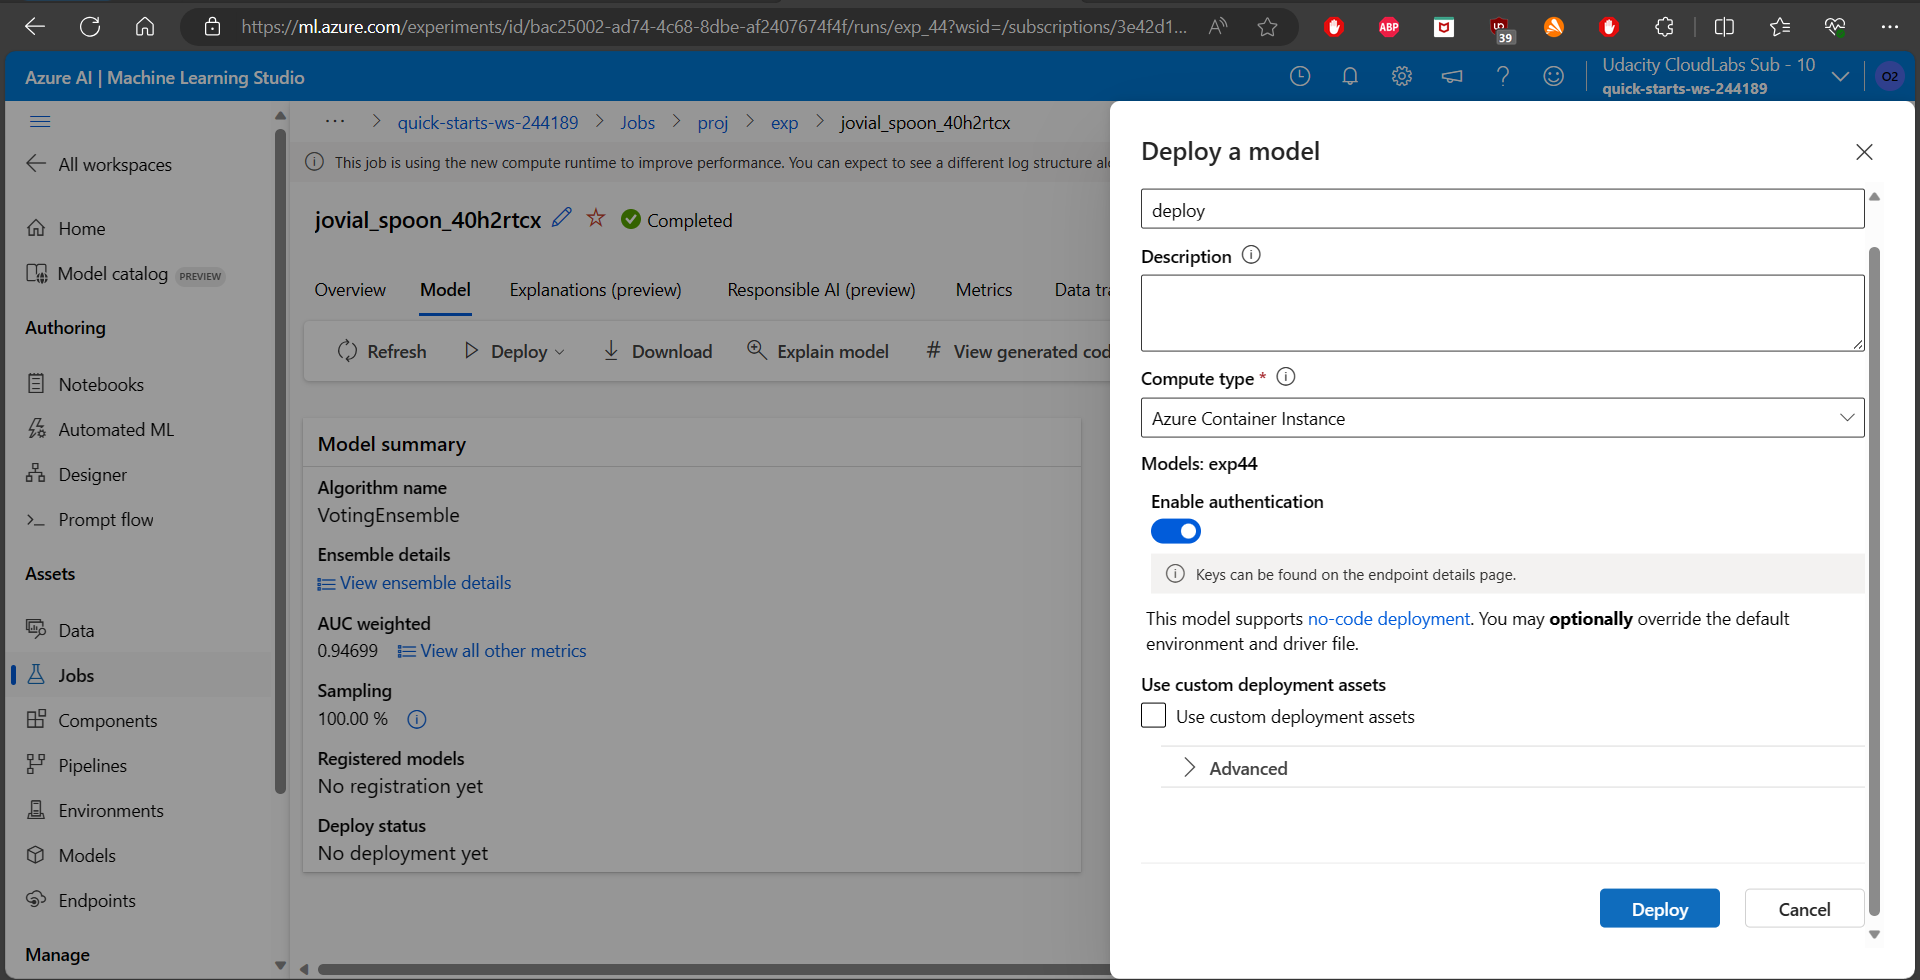 https://ml.azure.com/experiments/id/bac25002-ad74-4c68-8dbe-af2407674f4f/runs/exp_44?wsid=/subscriptions/3e42d1...
ABP
39
Azure AI | Machine Learning Studio
Udacity CloudLabs Sub - 10
quick-starts-ws-244189
O2
All workspaces
Home
Model catalog PREVIEW
Authoring
Notebooks
Automated ML
Designer
Prompt flow
Assets
Data
Jobs
Components
Pipelines
Environments
Models
Endpoints
Manage
... > quick-starts-ws-244189 > Jobs > proj > exp > jovial_spoon_40h2rtcx
This job is using the new compute runtime to improve performance. You can expect to see a different log structure al
jovial_spoon_40h2rtcx Completed
Overview Model Explanations (preview) Responsible AI (preview) Metrics Data tra
Refresh Deploy Download Explain model # View generated cod
Model summary
Algorithm name
VotingEnsemble
Ensemble details
View ensemble details
AUC weighted
0.94699 View all other metrics
Sampling
100.00 %
Registered models
No registration yet
Deploy status
No deployment yet
Deploy a model
deploy
Description
Compute type *
Azure Container Instance
Models: exp44
Enable authentication
Keys can be found on the endpoint details page.
This model supports no-code deployment. You may optionally override the default
environment and driver file.
Use custom deployment assets
Use custom deployment assets
Advanced
Deploy Cancel